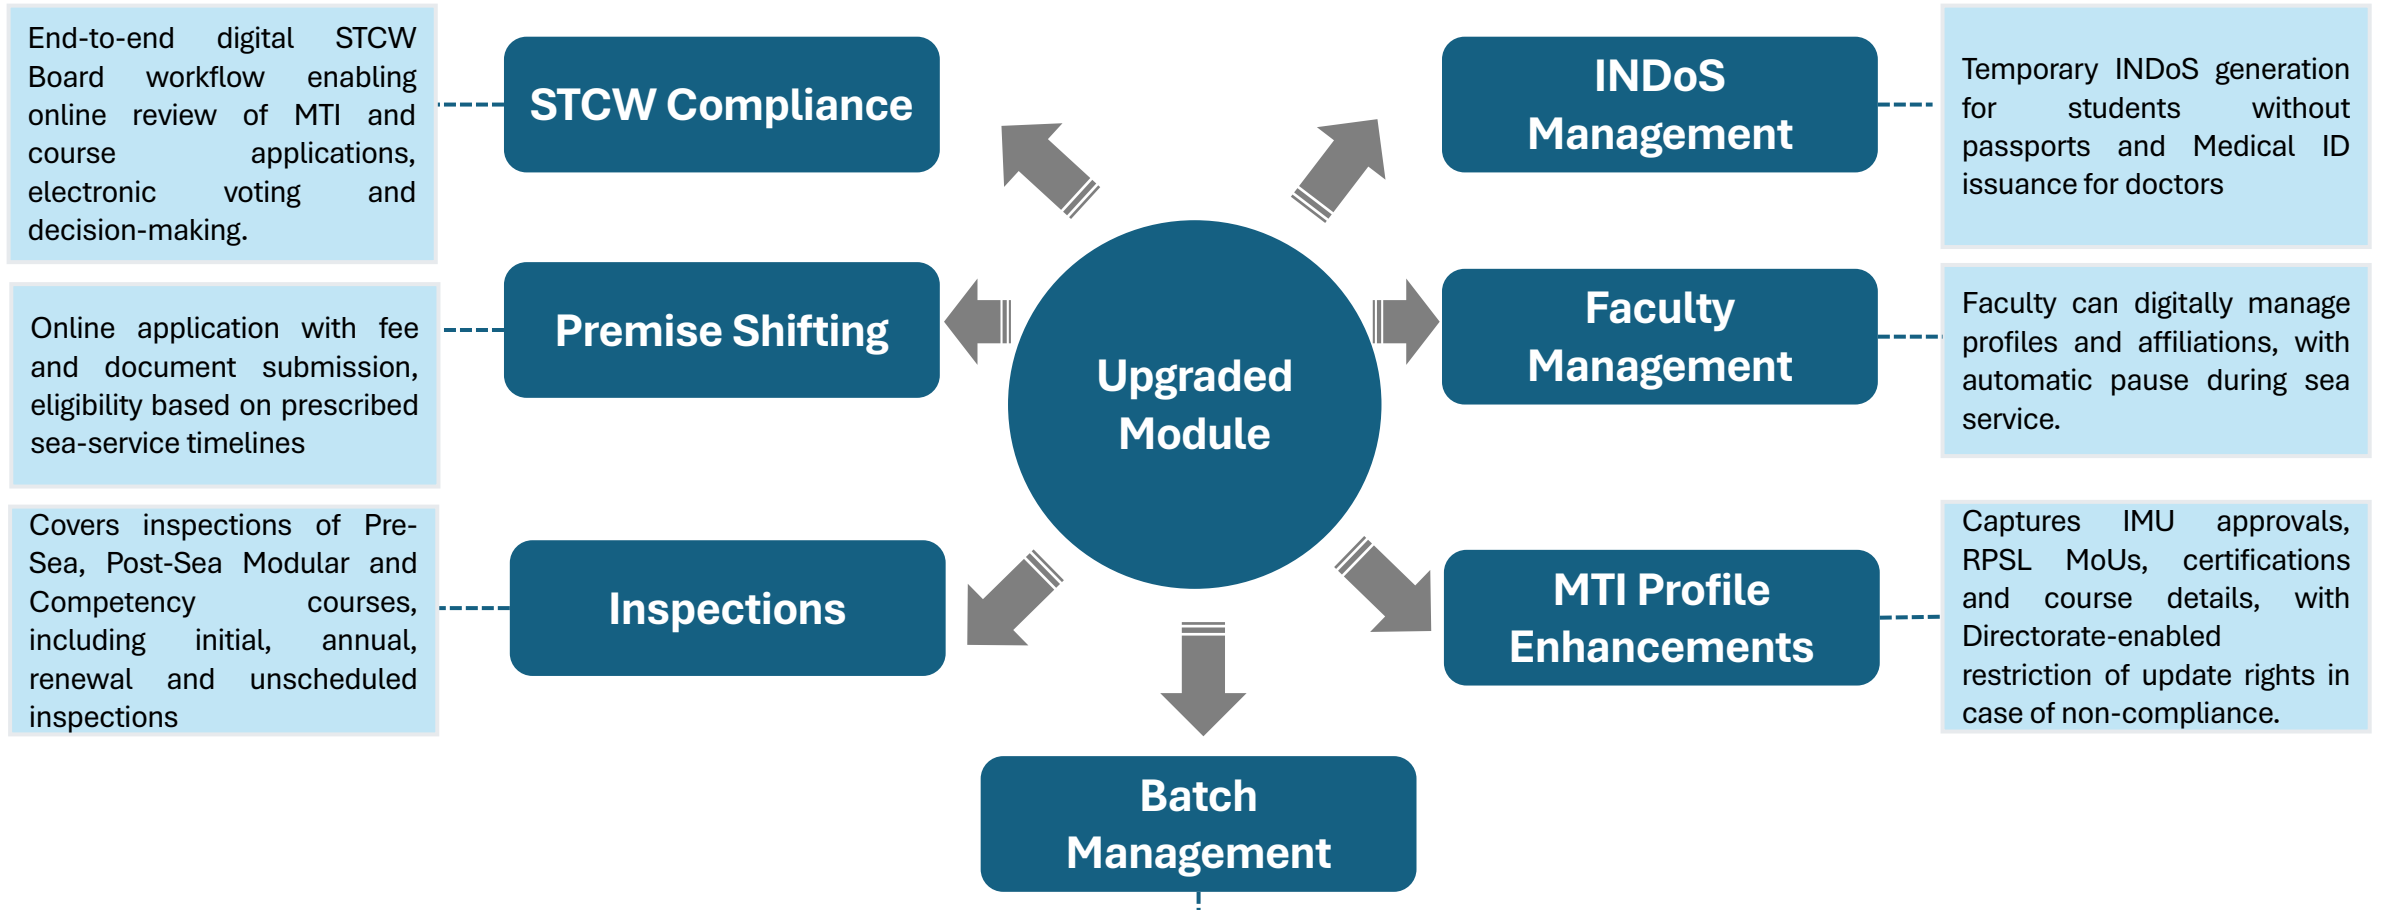 End-to-end digital STCW
Board workflow enabling
online review of MTI and
course applications,
electronic voting and
decision-making.
STCW Compliance
INDoS
Management
Temporary INDoS generation
for students without
passports and Medical ID
issuance for doctors
Online application with fee
and document submission,
eligibility based on prescribed
sea-service timelines
Premise Shifting
Upgraded
Module
Faculty
Management
Faculty can digitally manage
profiles and affiliations, with
automatic pause during sea
service.
Covers inspections of Pre-
Sea, Post-Sea Modular and
Competency courses,
including initial, annual,
renewal and unscheduled
inspections
Inspections
MTI Profile
Enhancements
Captures IMU approvals,
RPSL MoUs, certifications
and course details, with
Directorate-enabled
restriction of update rights in
case of non-compliance.
Batch
Management